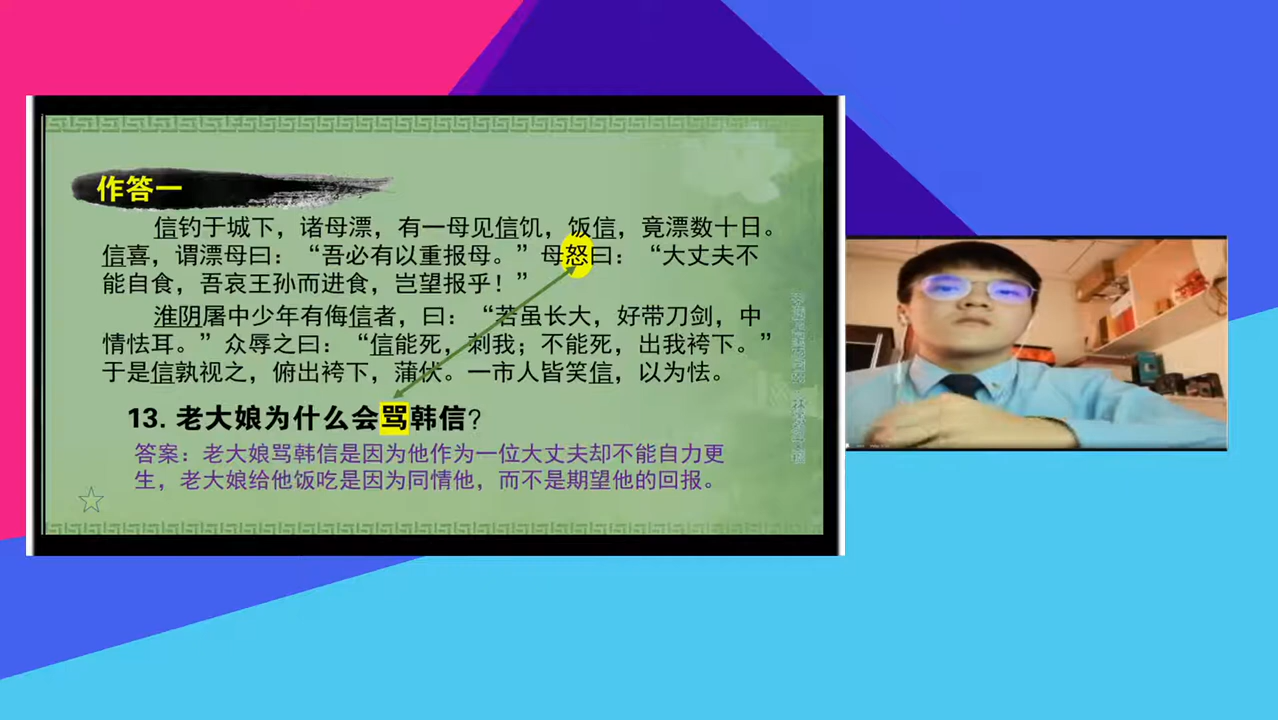 作答一
信钓于城下，诸母漂，有一母见信饥，饭信，竟漂数十日。
信喜，谓漂母曰：“吾必有以重报母。”母怒曰：“大丈夫不
能自食，吾哀王孙而进食，岂望报乎！”
淮阴屠中少年有侮信者，曰：“若虽长大，好带刀剑，中
情怯耳。”众辱之曰：“信能死，刺我；不能死，出我袴下。”
于是信孰视之，俯出袴下，蒲伏。一市人皆笑信，以为怯。
13. 老大娘为什么会骂韩信？
答案：老大娘骂韩信是因为他作为一位大丈夫却不能自力更
生，老大娘给他饭吃是因为同情他，而不是期望他的回报。